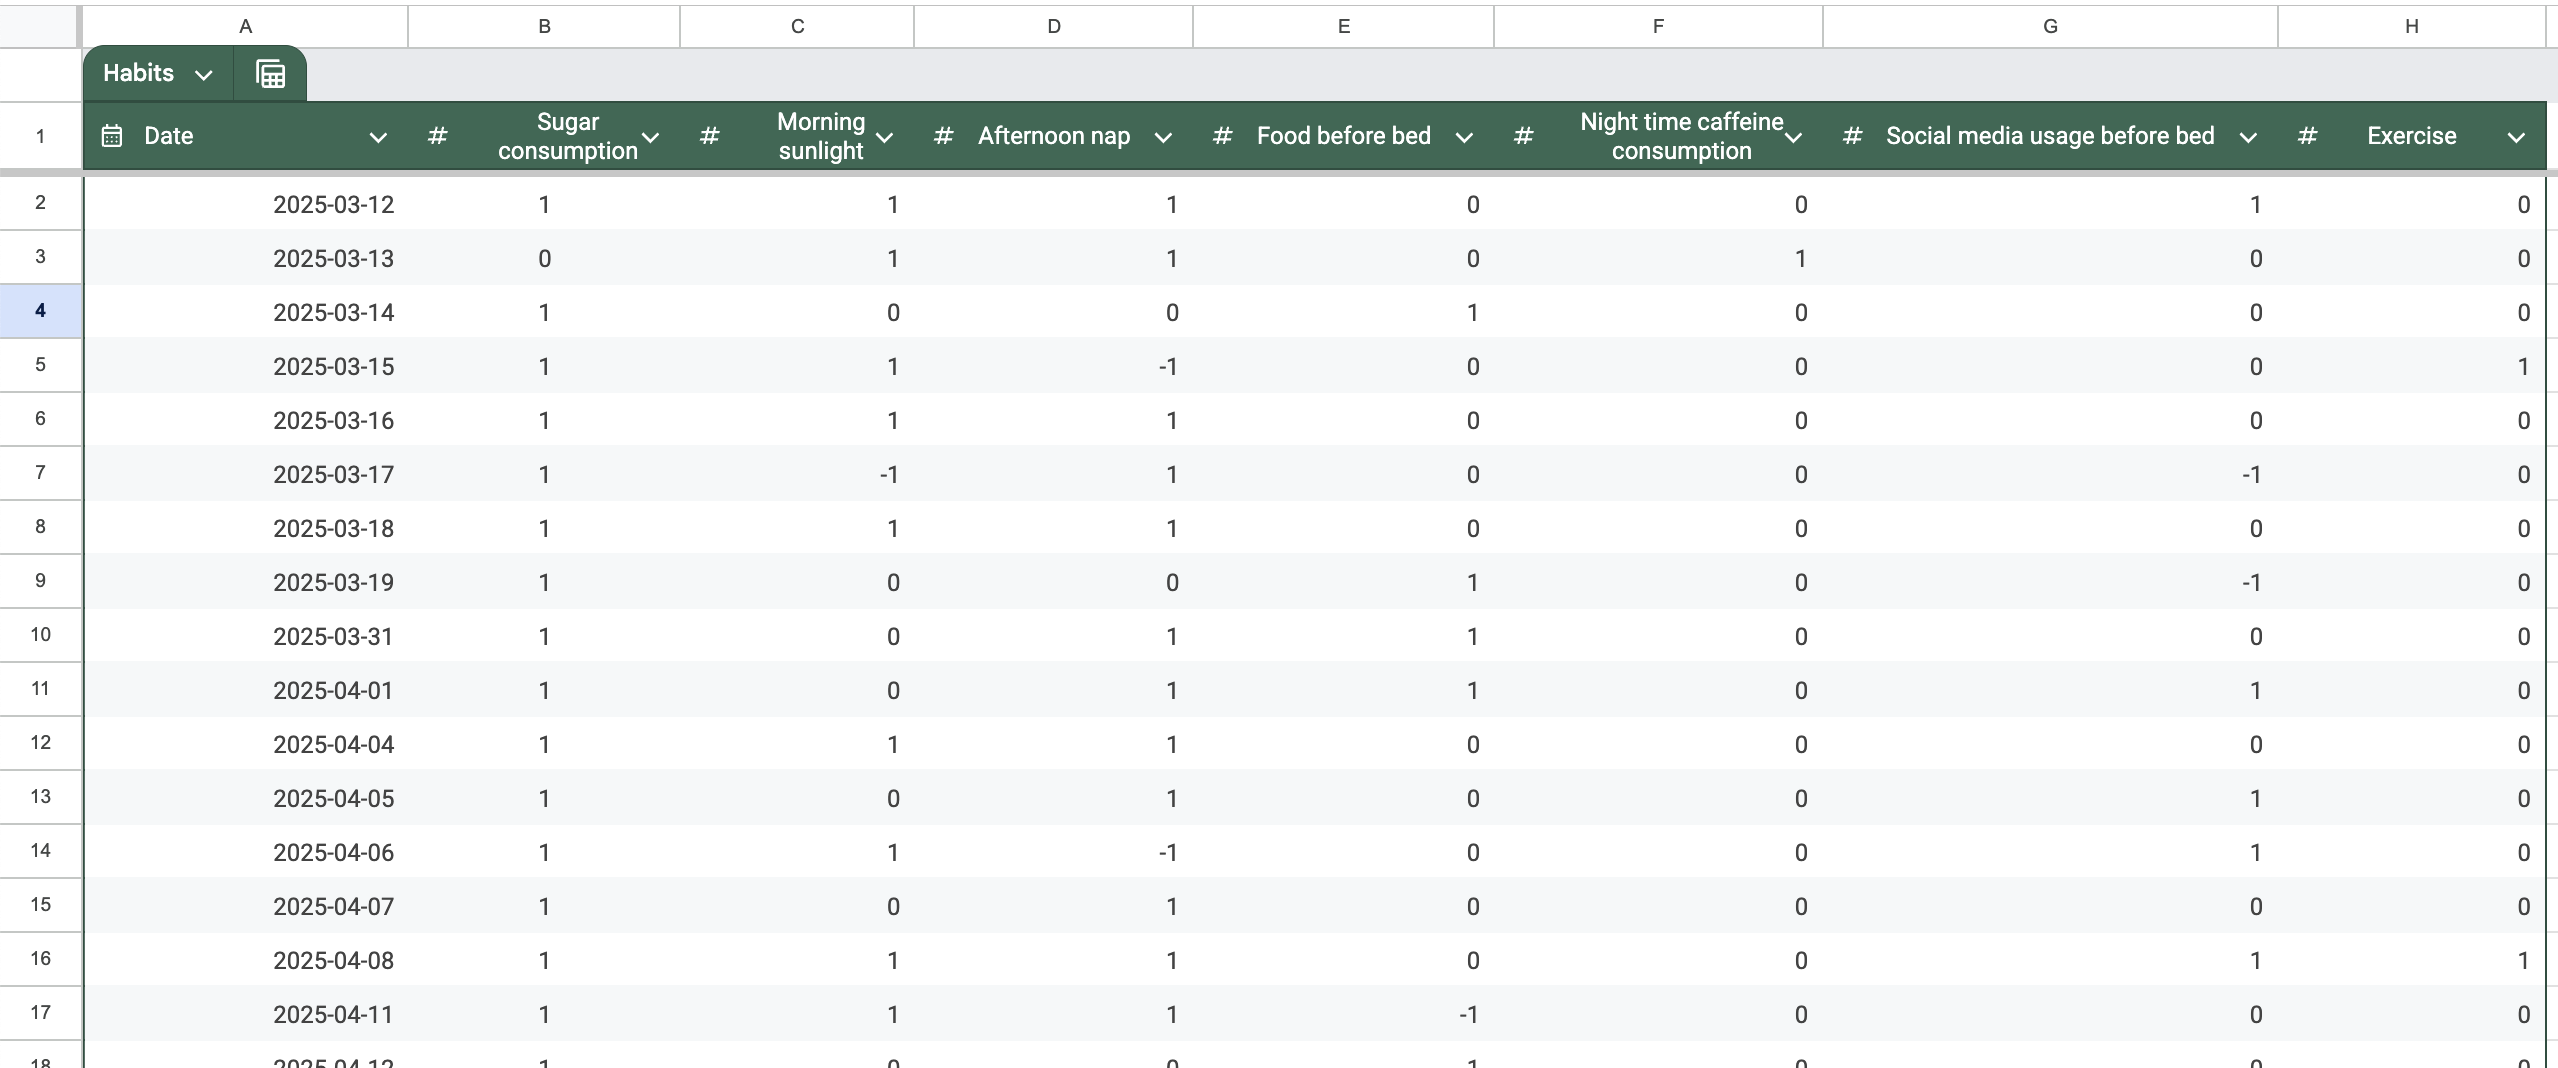 A B C D E F G H
Habits
1 Date # Sugar consumption # Morning sunlight # Afternoon nap # Food before bed # Night time caffeine consumption # Social media usage before bed # Exercise
2 2025-03-12 1 1 1 0 0 1 0
3 2025-03-13 0 1 1 0 1 0 0
4 2025-03-14 1 0 0 1 0 0 0
5 2025-03-15 1 1 -1 0 0 0 1
6 2025-03-16 1 1 1 0 0 0 0
7 2025-03-17 1 -1 1 0 0 -1 0
8 2025-03-18 1 1 1 0 0 0 0
9 2025-03-19 1 0 0 1 0 -1 0
10 2025-03-31 1 0 1 1 0 0 0
11 2025-04-01 1 0 1 1 0 1 0
12 2025-04-04 1 1 1 0 0 0 0
13 2025-04-05 1 0 1 0 0 1 0
14 2025-04-06 1 1 -1 0 0 1 0
15 2025-04-07 1 0 1 0 0 0 0
16 2025-04-08 1 1 1 0 0 1 1
17 2025-04-11 1 1 1 -1 0 0 0
18 2025-04-12 1 0 0 1 0 0 0